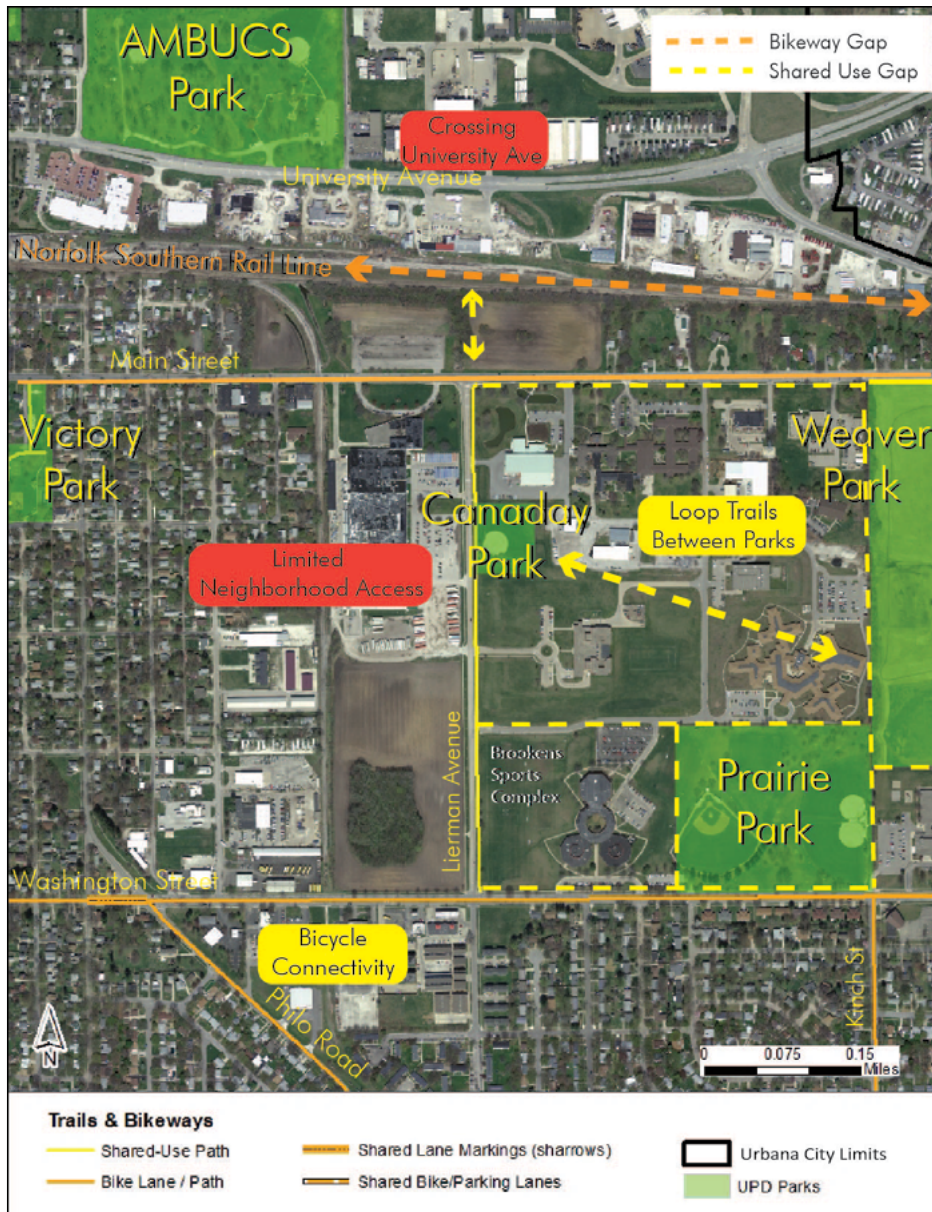 AMBUCS
Park
Bikeway Gap
Shared Use Gap
Crossing
University Ave
University Avenue
Norfolk Southern Rail Line
Main Street
Victory
Park
Weaver
Park
Canaday
Park
Loop Trails
Between Parks
Limited
Neighborhood Access
Lierman Avenue
Brookens
Sports
Complex
Prairie
Park
Washington Street
Bicycle
Connectivity
Philo Road
Kinch St
N
0 0.075 0.15
Miles
Trails & Bikeways
Shared-Use Path
Bike Lane / Path
Shared Lane Markings (sharrows)
Shared Bike/Parking Lanes
Urbana City Limits
UPD Parks